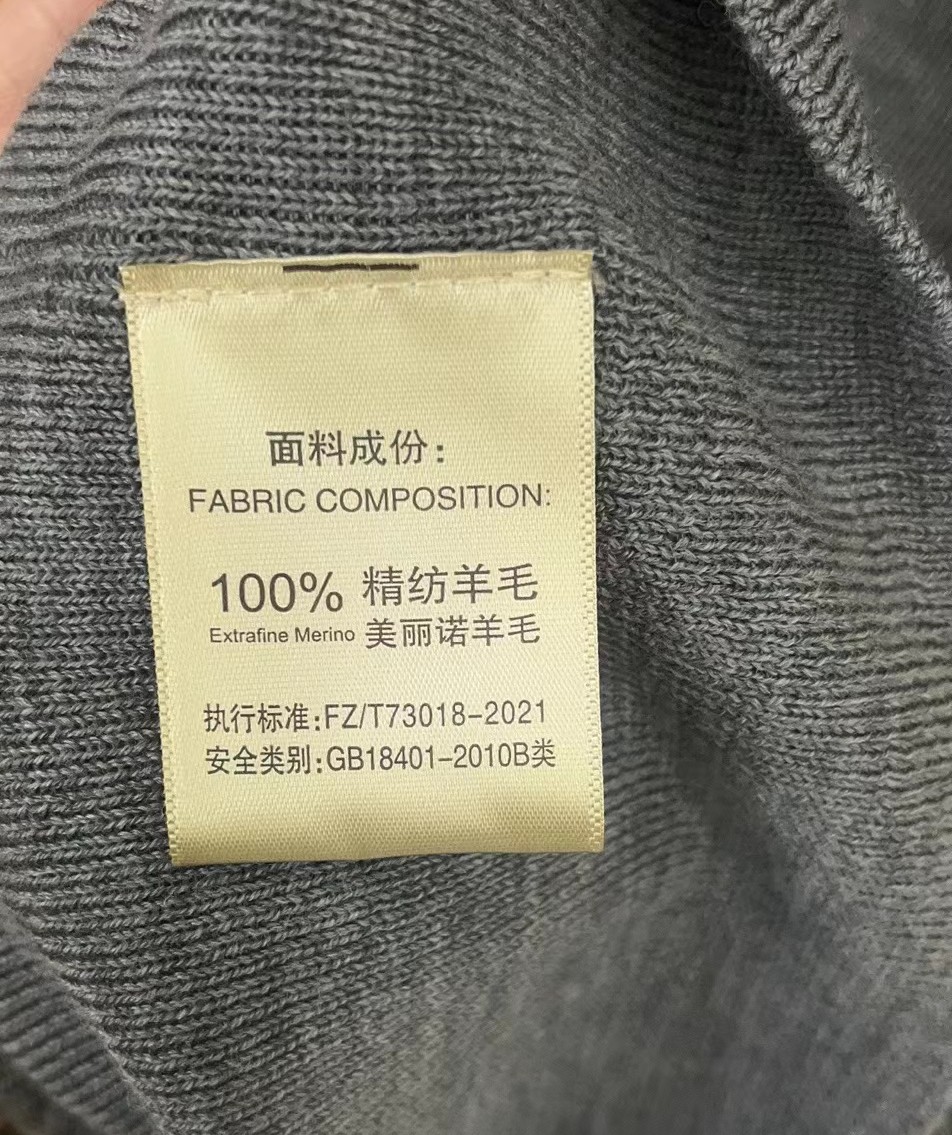 面料成份：
FABRIC COMPOSITION:
100% 精纺羊毛
Extrafine Merino 美丽诺羊毛
执行标准:FZ/T73018-2021
安全类别:GB18401-2010B类